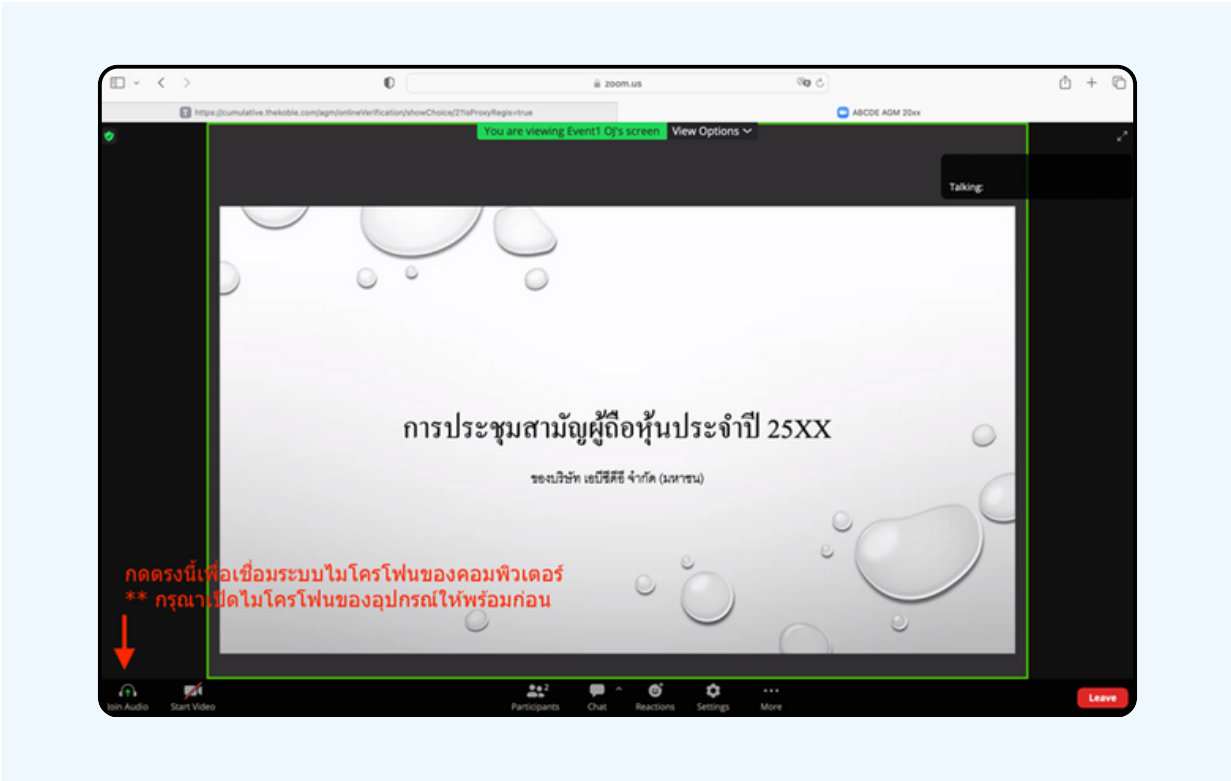 zoom.us
https://cumulative.thekoble.com/agm/onlineVerification/showChoice/2?isProxyRegis=true
ABCDE AGM 20xx
You are viewing Event1 OJ's screen View Options
Talking:
การประชุมสามัญผู้ถือหุ้นประจำปี 25XX
ของบริษัท เอบีซีดีอี จำกัด (มหาชน)
กดตรงนี้เพื่อเชื่อมระบบไมโครโฟนของคอมพิวเตอร์
** กรุณาเปิดไมโครโฟนของอุปกรณ์ให้พร้อมก่อน
2
Join Audio Start Video Participants Chat Reactions Settings More Leave